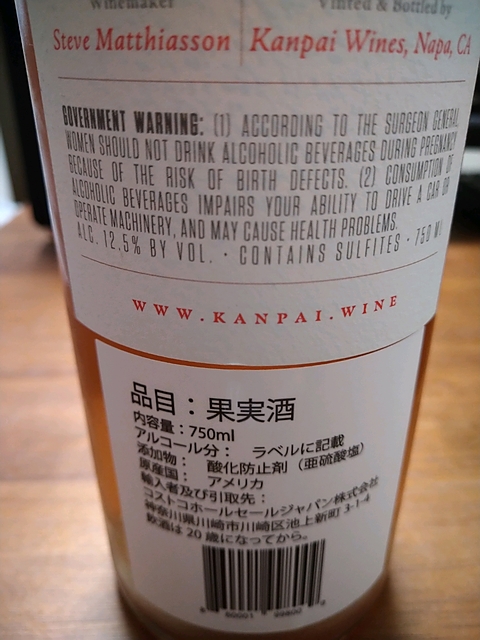 Winemaker
Vinted & Bottled by
Steve Matthiasson
Kanpai Wines, Napa, CA
GOVERNMENT WARNING: (1) ACCORDING TO THE SURGEON GENERAL,
WOMEN SHOULD NOT DRINK ALCOHOLIC BEVERAGES DURING PREGNANCY
BECAUSE OF THE RISK OF BIRTH DEFECTS. (2) CONSUMPTION OF
ALCOHOLIC BEVERAGES IMPAIRS YOUR ABILITY TO DRIVE A CAR OR
OPERATE MACHINERY, AND MAY CAUSE HEALTH PROBLEMS.
ALC. 12.5% BY VOL. · CONTAINS SULFITES · 750 ML
WWW.KANPAI.WINE
品目：果実酒
内容量：750ml
アルコール分： ラベルに記載
添加物： 酸化防止剤（亜硫酸塩）
原産国： アメリカ
輸入者及び引取先：
コストコホールセールジャパン株式会社
神奈川県川崎市川崎区池上新町 3-1-4
飲酒は 20 歳になってから。